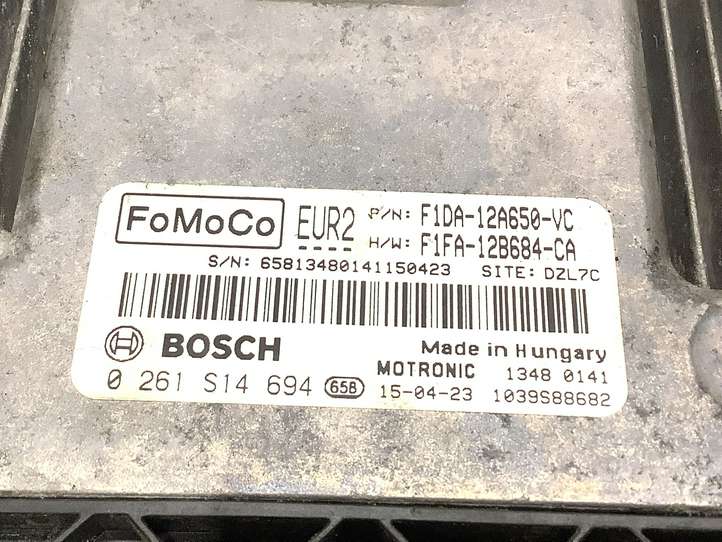 FoMoCo EUR2 P/N: F1DA-12A650-VC
H/W: F1FA-12B684-CA
S/N: 65813480141150423 SITE: DZL7C
BOSCH Made in Hungary
MOTRONIC 1348 0141
0 261 S14 694 658 15-04-23 1039S88682